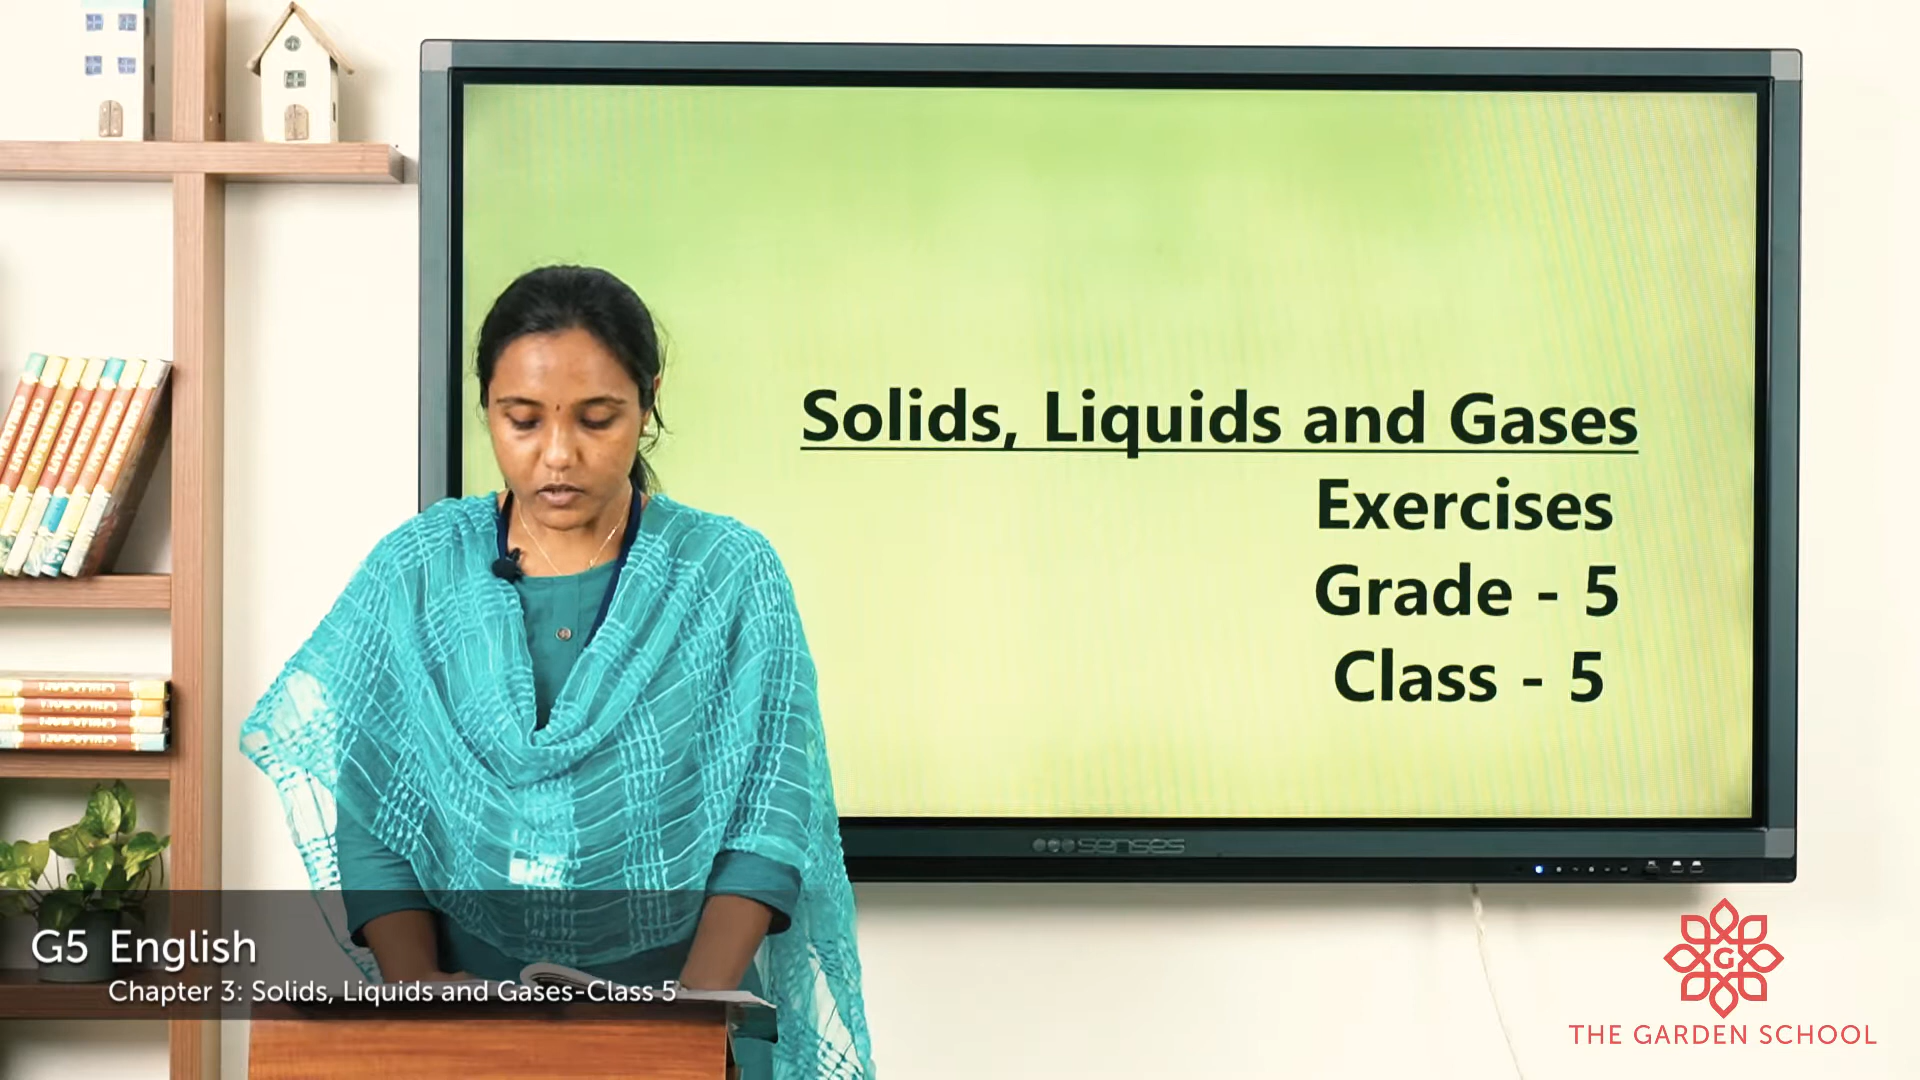 Solids, Liquids and Gases
Exercises
Grade - 5
Class - 5
senses
G5 English
Chapter 3: Solids, Liquids and Gases-Class 5
G
THE GARDEN SCHOOL